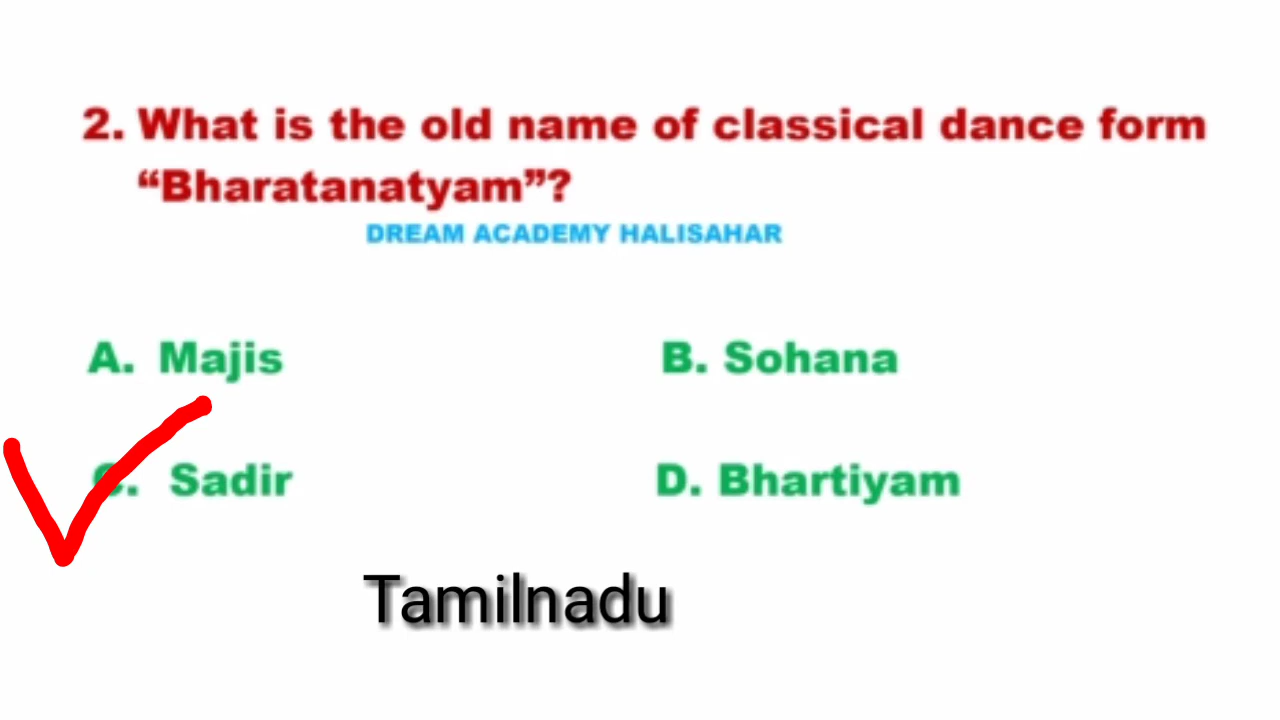 2. What is the old name of classical dance form
“Bharatanatyam”?
DREAM ACADEMY HALISAHAR
A. Majis B. Sohana
C. Sadir D. Bhartiyam
Tamilnadu